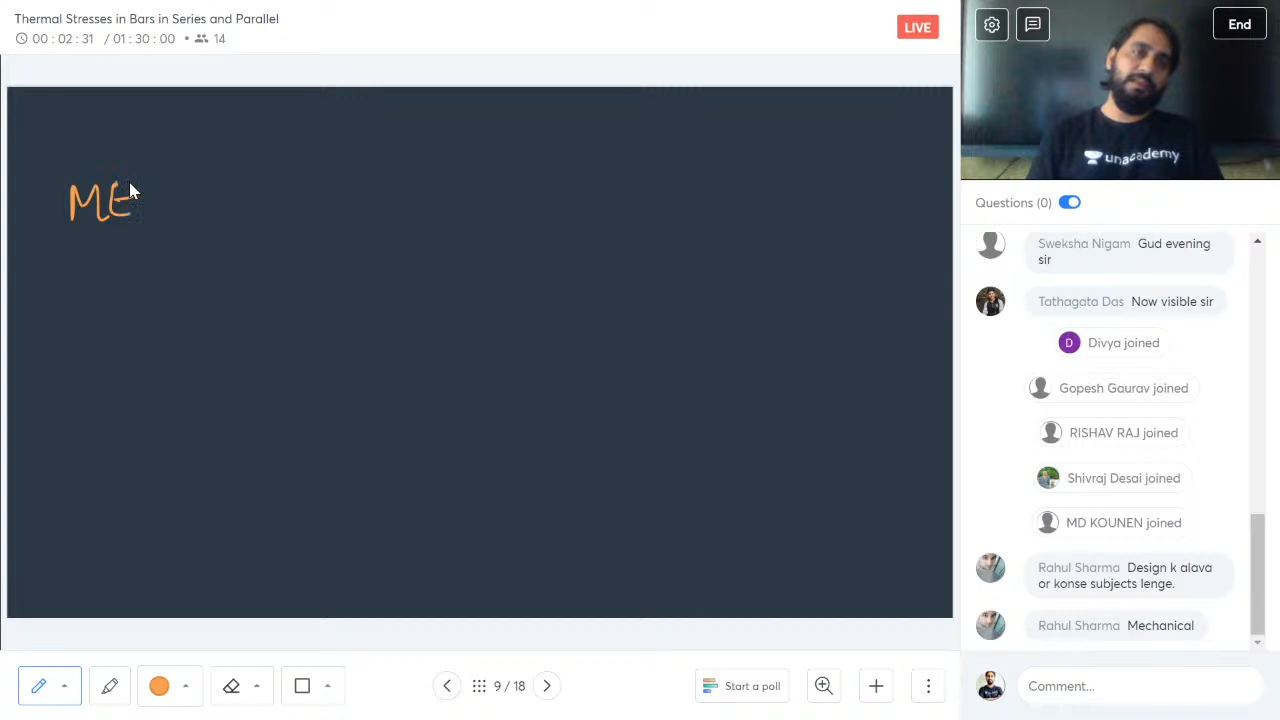 Thermal Stresses in Bars in Series and Parallel
00 : 02 : 31 / 01 : 30 : 00 • 14
LIVE
End
unacademy
ME
Questions (0)
Sweksha Nigam Gud evening
sir
Tathagata Das Now visible sir
D Divya joined
Gopesh Gaurav joined
RISHAV RAJ joined
Shivraj Desai joined
MD KOUNEN joined
Rahul Sharma Design k alava
or konse subjects lenge.
Rahul Sharma Mechanical
9 / 18
Start a poll
Comment...